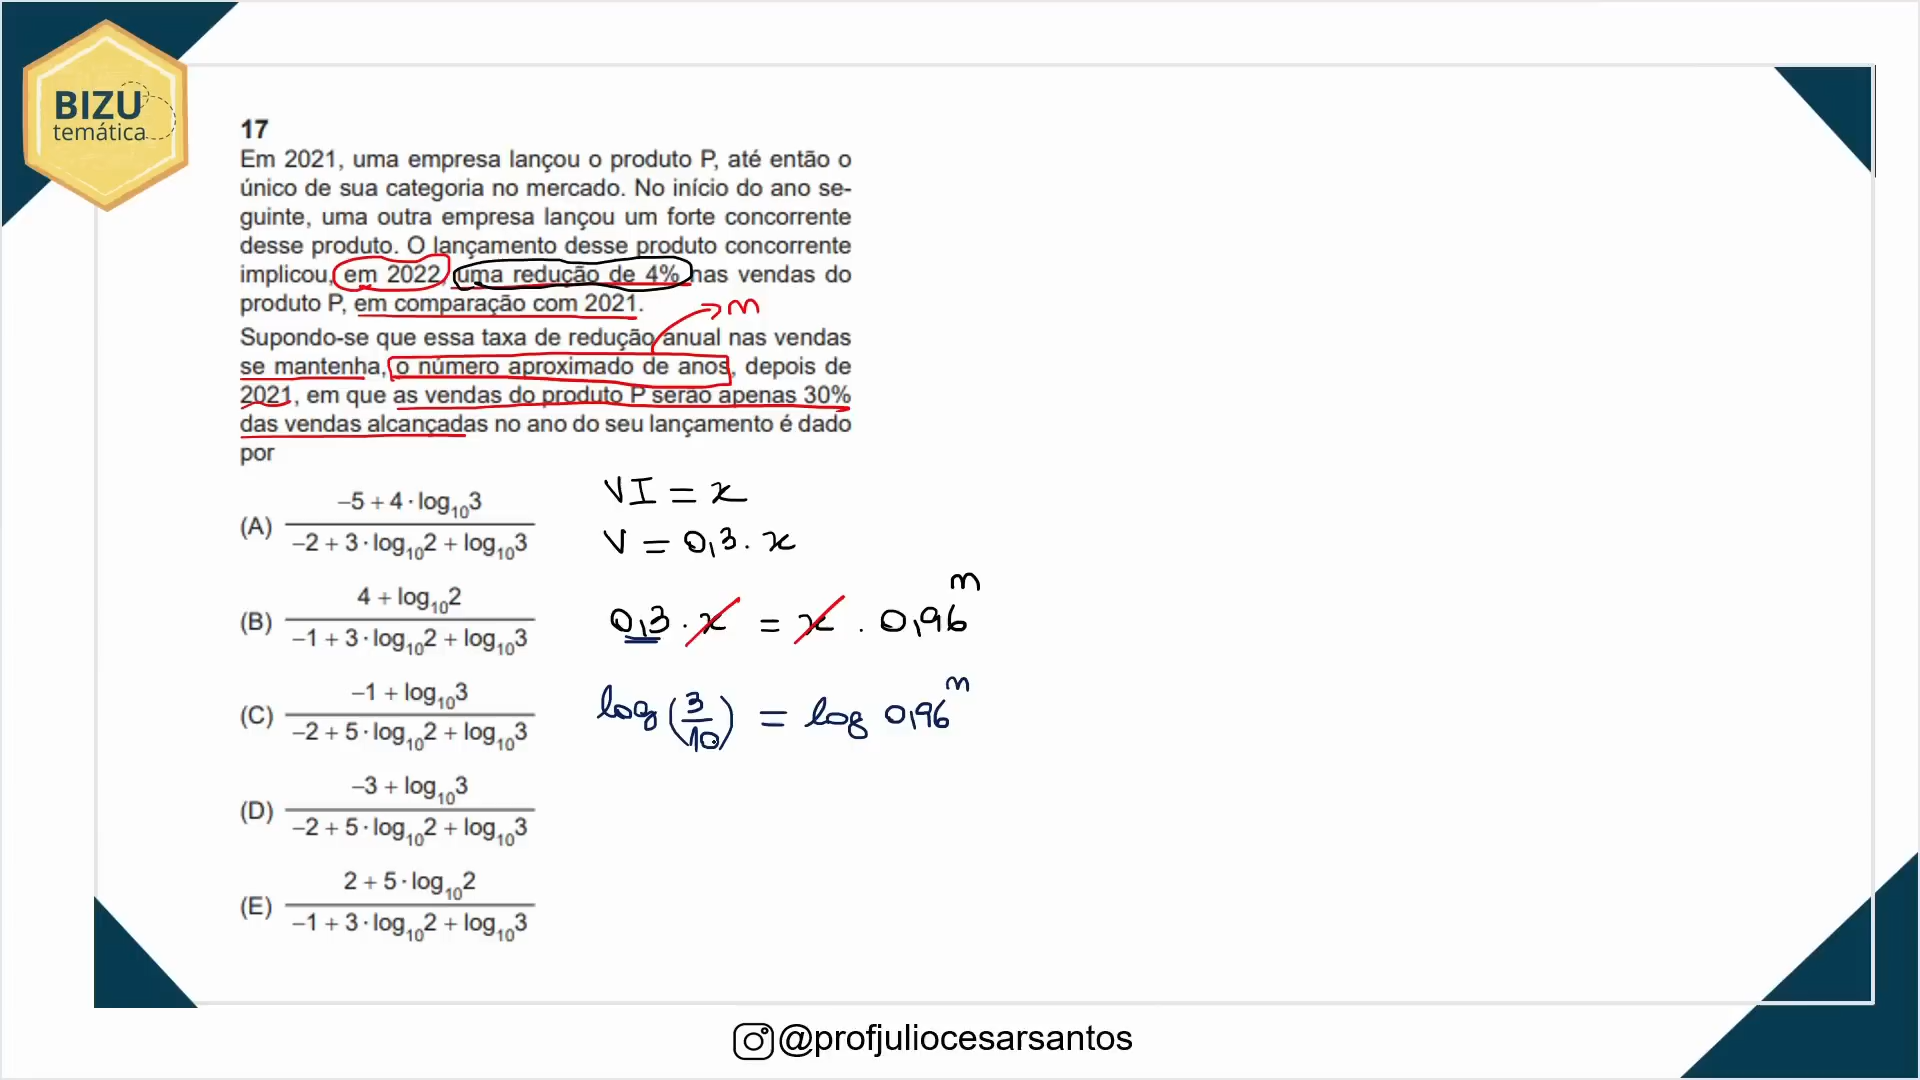 BIZU
temática
17
Em 2021, uma empresa lançou o produto P, até então o
único de sua categoria no mercado. No início do ano se-
guinte, uma outra empresa lançou um forte concorrente
desse produto. O lançamento desse produto concorrente
implicou, em 2022, uma redução de 4% nas vendas do
produto P, em comparação com 2021.
→ m
Supondo-se que essa taxa de redução anual nas vendas
se mantenha, o número aproximado de anos, depois de
2021, em que as vendas do produto P serão apenas 30%
das vendas alcançadas no ano do seu lançamento é dado
por
(A) (−5 + 4 · log₁₀3) / (−2 + 3 · log₁₀2 + log₁₀3)
VI = x
V = 0,3 . x
(B) (4 + log₁₀2) / (−1 + 3 · log₁₀2 + log₁₀3)
0,3 . x = x . 0,96^m
(C) (−1 + log₁₀3) / (−2 + 5 · log₁₀2 + log₁₀3)
log (3/10) = log 0,96^m
(D) (−3 + log₁₀3) / (−2 + 5 · log₁₀2 + log₁₀3)
(E) (2 + 5 · log₁₀2) / (−1 + 3 · log₁₀2 + log₁₀3)
@profjuliocesarsantos